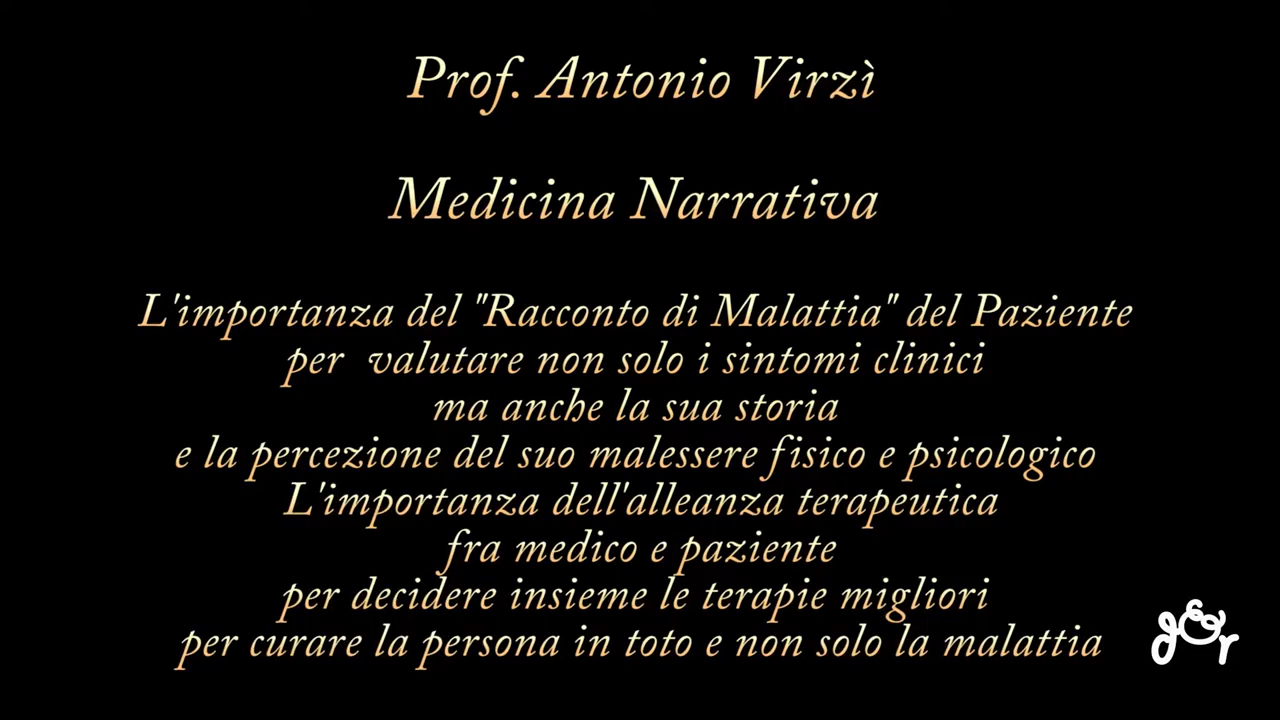 Prof. Antonio Virzì
Medicina Narrativa
L'importanza del "Racconto di Malattia" del Paziente
per valutare non solo i sintomi clinici
ma anche la sua storia
e la percezione del suo malessere fisico e psicologico
L'importanza dell'alleanza terapeutica
fra medico e paziente
per decidere insieme le terapie migliori
per curare la persona in toto e non solo la malattia
g&r